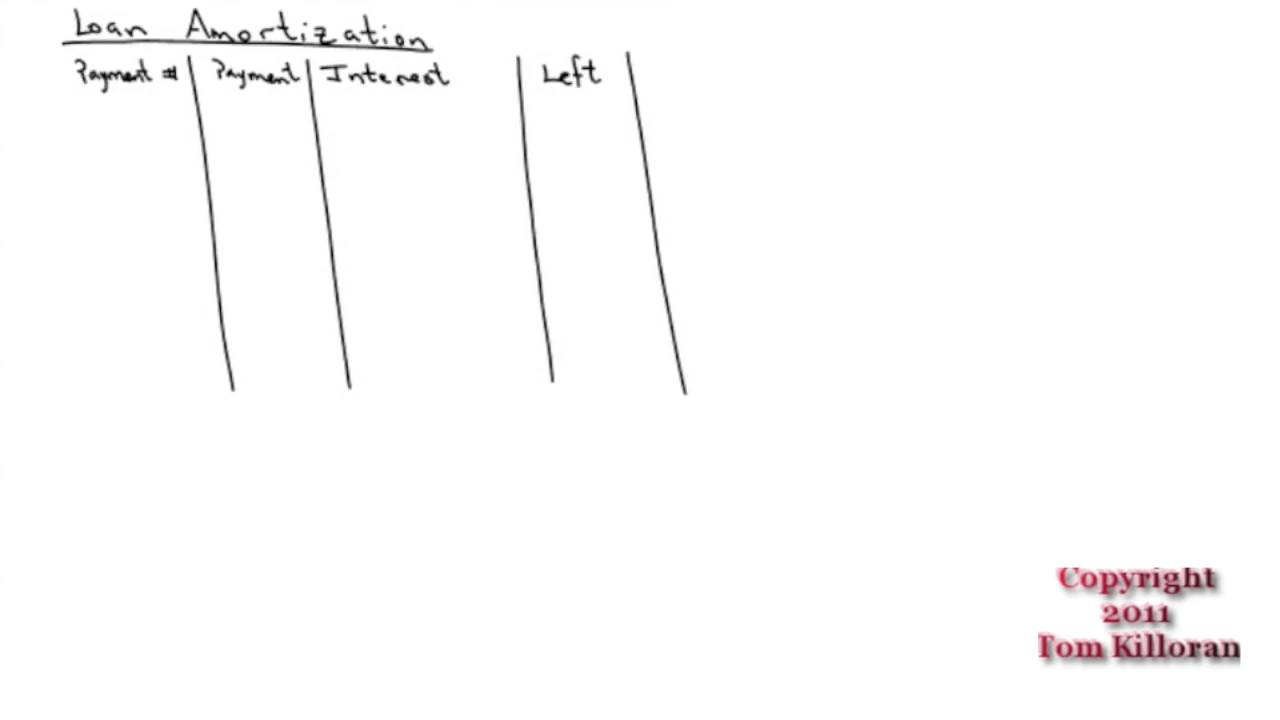 Loan Amortization
Payment # Payment Interest Left
Copyright
2011
Tom Killoran